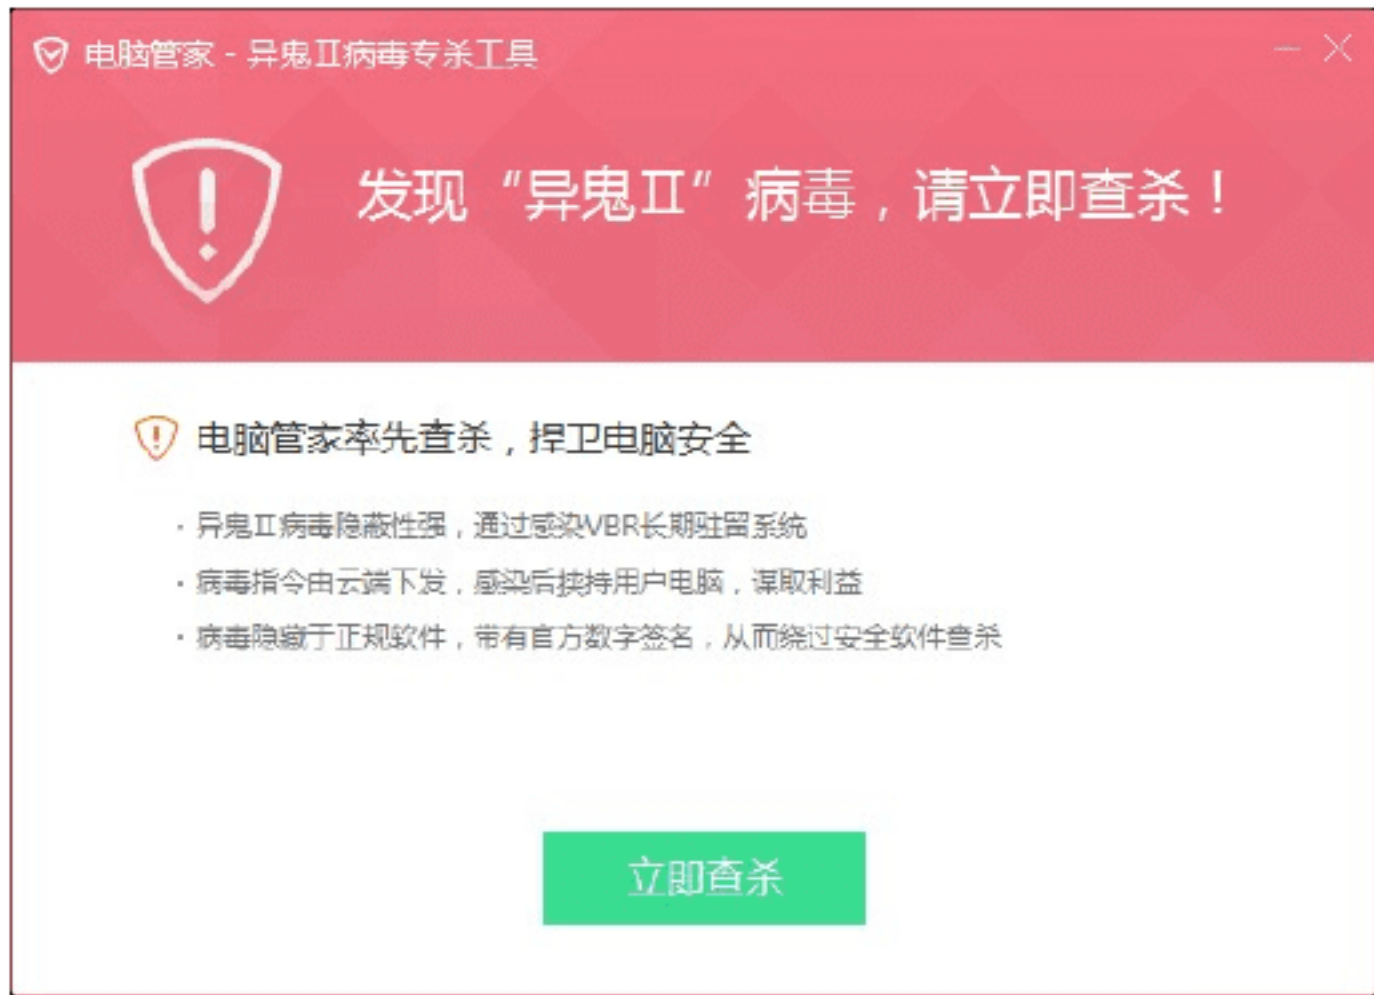 电脑管家 - 异鬼Ⅱ病毒专杀工具
发现“异鬼Ⅱ”病毒，请立即查杀！
电脑管家率先查杀，捍卫电脑安全
· 异鬼Ⅱ病毒隐蔽性强，通过感染VBR长期驻留系统
· 病毒指令由云端下发，感染后挟持用户电脑，谋取利益
· 病毒隐藏于正规软件，带有官方数字签名，从而绕过安全软件查杀
立即查杀